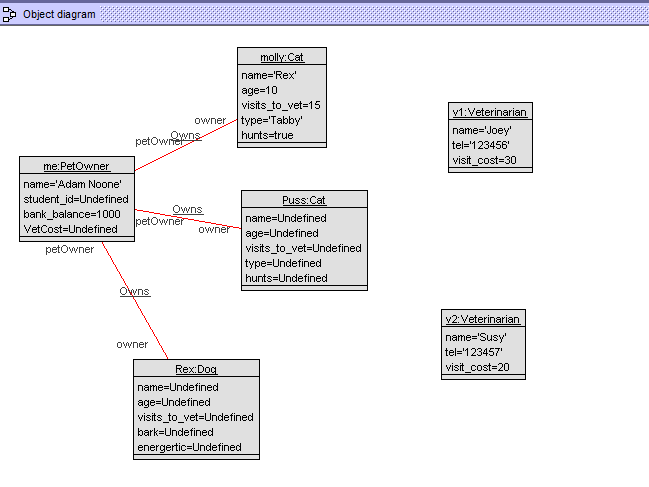 Object diagram
molly:Cat
name='Rex'
age=10
visits_to_vet=15
type='Tabby'
hunts=true
owner
Owns
petOwner
v1:Veterinarian
name='Joey'
tel='123456'
visit_cost=30
me:PetOwner
name='Adam Noone'
student_id=Undefined
bank_balance=1000
VetCost=Undefined
Puss:Cat
name=Undefined
age=Undefined
visits_to_vet=Undefined
type=Undefined
hunts=Undefined
Owns
petOwner
owner
petOwner
Owns
owner
v2:Veterinarian
name='Susy'
tel='123457'
visit_cost=20
Rex:Dog
name=Undefined
age=Undefined
visits_to_vet=Undefined
bark=Undefined
energertic=Undefined